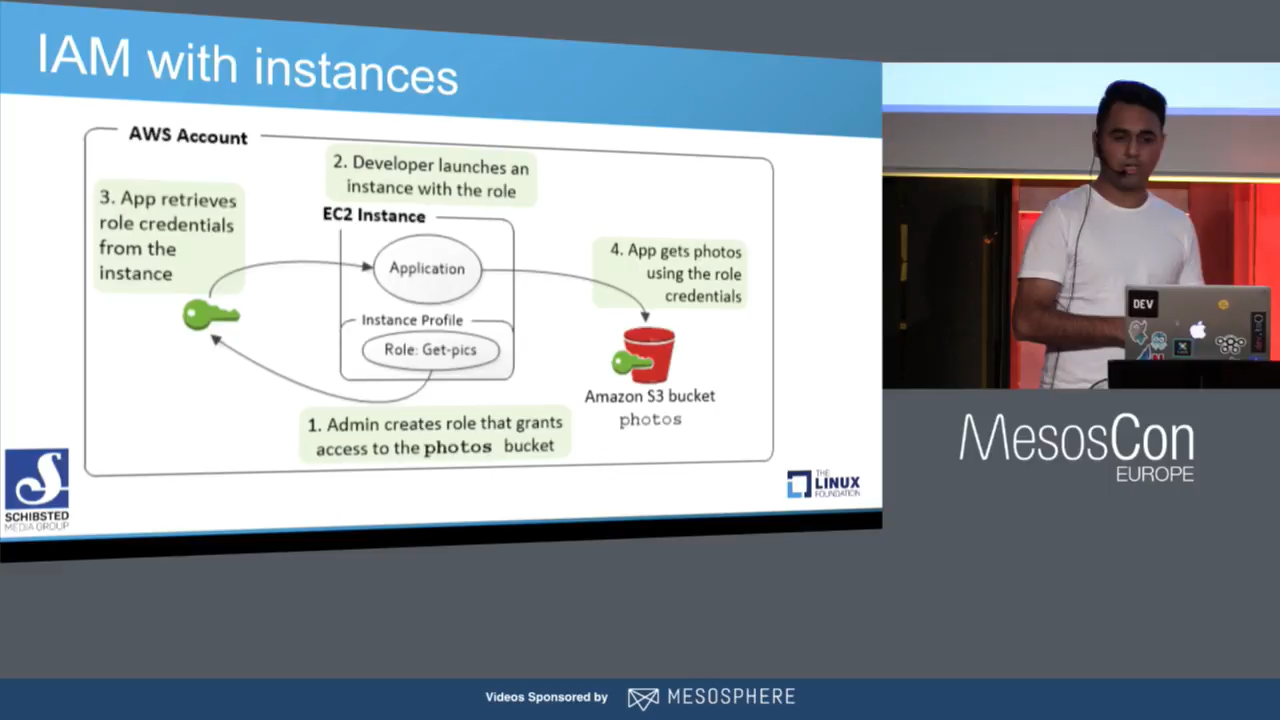 IAM with instances
AWS Account
2. Developer launches an
instance with the role
3. App retrieves
role credentials
from the
instance
EC2 Instance
Application
4. App gets photos
using the role
credentials
Instance Profile
Role: Get-pics
Amazon S3 bucket
photos
1. Admin creates role that grants
access to the photos bucket
SCHIBSTED
MEDIA GROUP
THE
LINUX
FOUNDATION
DEV
MesosCon
EUROPE
Videos Sponsored by
MESOSPHERE